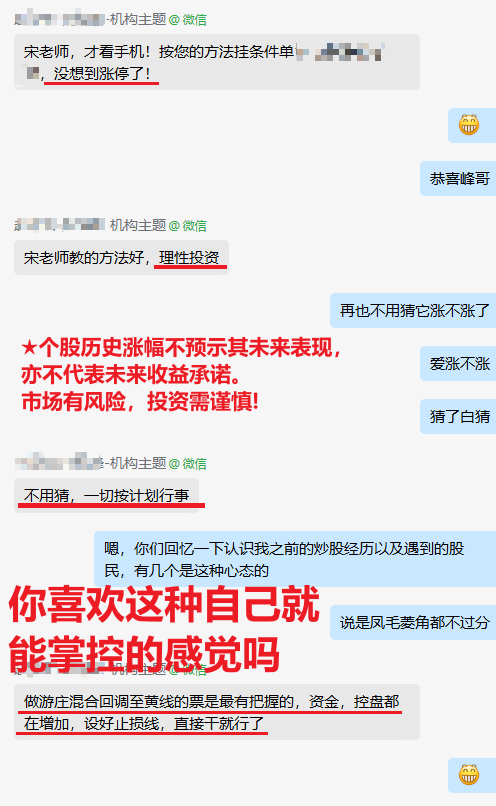 -机构主题@微信
宋老师，才看手机！按您的方法挂条件单
，没想到涨停了！
恭喜峰哥
机构主题@微信
宋老师教的方法好，理性投资
再也不用猜它涨不涨了
★个股历史涨幅不预示其未来表现，
亦不代表未来收益承诺。
市场有风险，投资需谨慎!
爱涨不涨
猜了白猜
-机构主题@微信
不用猜，一切按计划行事
嗯，你们回忆一下认识我之前的炒股经历以及遇到的股
民，有几个是这种心态的
你喜欢这种自己就
能掌控的感觉吗
说是凤毛菱角都不过分
机构主题@微信
做游庄混合回调至黄线的票是最有把握的，资金，控盘都
在增加，设好止损线，直接干就行了